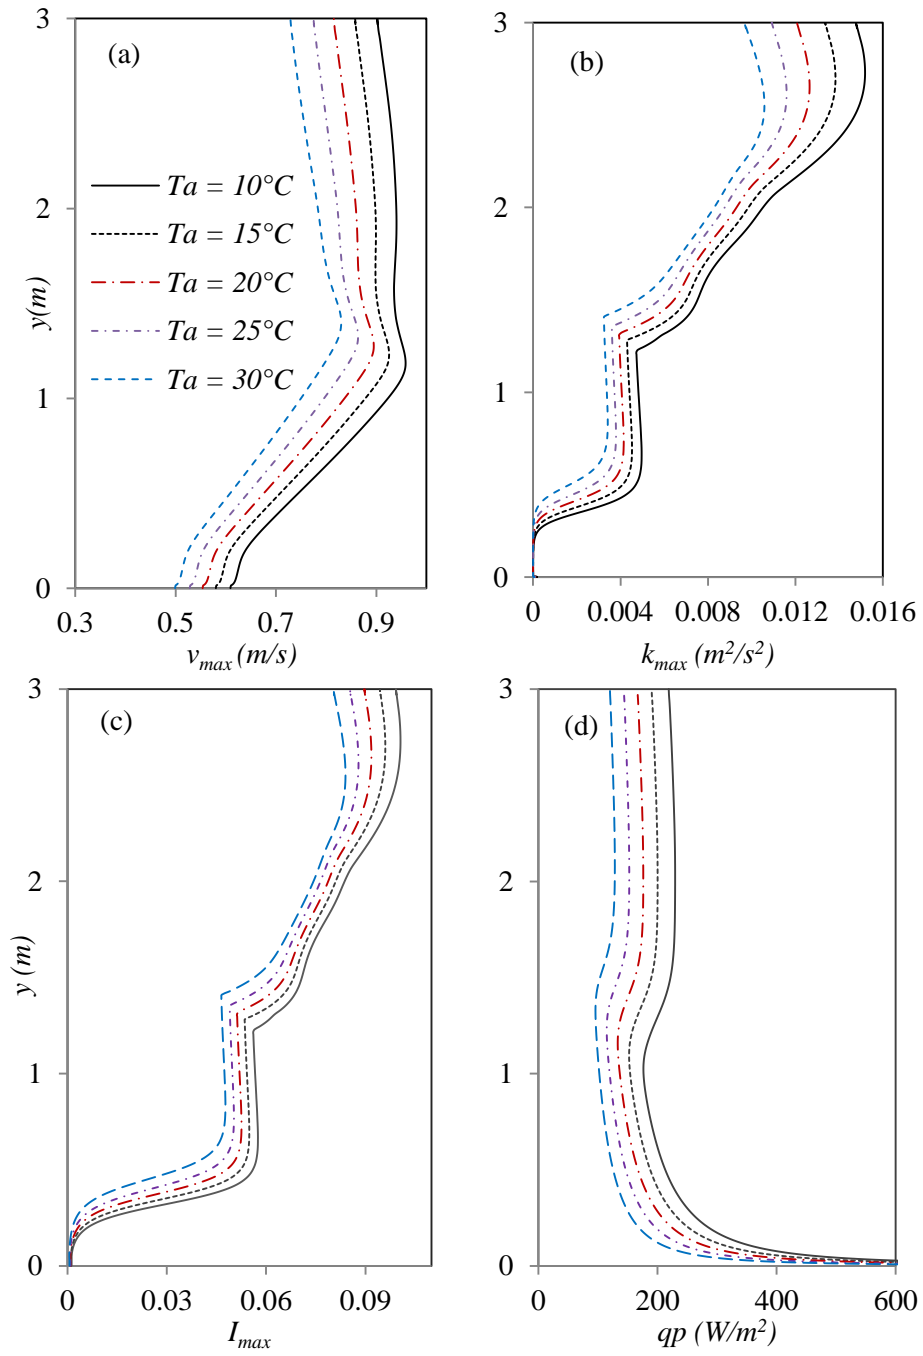 (a)
3
2
1
0
y(m)
Ta = 10°C
Ta = 15°C
Ta = 20°C
Ta = 25°C
Ta = 30°C
0.3 0.5 0.7 0.9
vmax (m/s)
(b)
3
2
1
0
0 0.004 0.008 0.012 0.016
kmax (m²/s²)
(c)
3
2
1
0
y (m)
0 0.03 0.06 0.09
Imax
(d)
3
2
1
0
0 200 400 600
qp (W/m²)